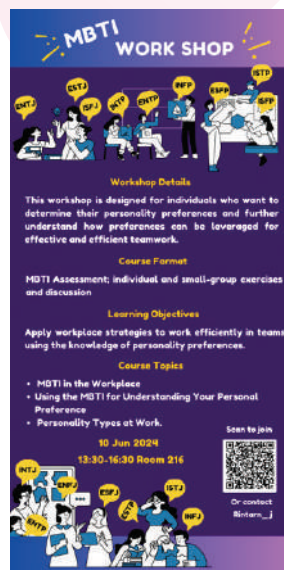 MBTI
WORK SHOP
ENTJ
ESTJ
ISFJ
INTP
ENTP
INFP
ESFP
ISTP
ISFP
Workshop Details
This workshop is designed for individuals who want to
determine their personality preferences and further
understand how preferences can be lavaraged for
effective and efficient teamwork.
Course Format
MBTI Assessment; individual and small-group exercises
and discussion
Learning Objectives
Apply workplace strategies to work efficiently in teams
using the knowledge of personality preferences.
Course Topics
• MBTI in the Workplace
• Using the MBTI for Understanding Your Personal
Preference
• Personality Types at Work.
10 Jun 2024
13:30-16:30 Room 216
Scan to join
Or contact
INTJ
ENFJ
ENTP
ESFJ
ISTJ
INFJ